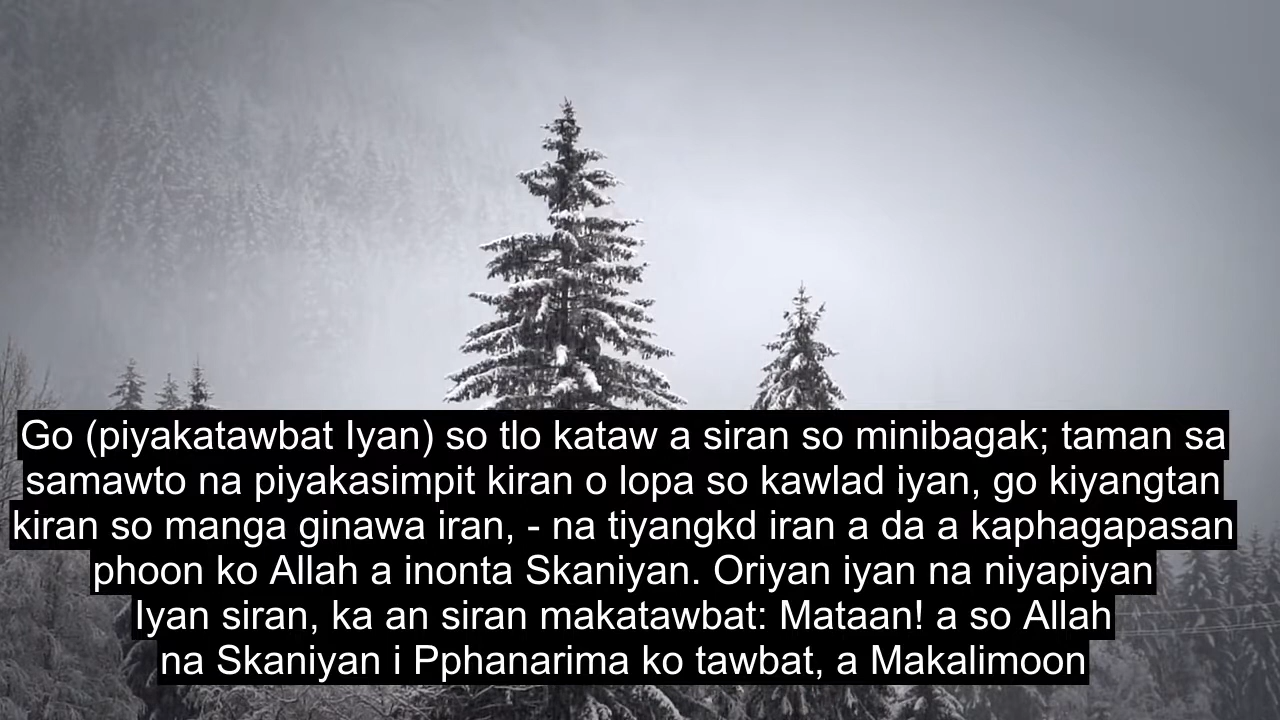 Go (piyakatawbat Iyan) so tlo kataw a siran so minibagak; taman sa
samawto na piyakasimpit kiran o lopa so kawlad iyan, go kiyangtan
kiran so manga ginawa iran, - na tiyangkd iran a da a kaphagapasan
phoon ko Allah a inonta Skaniyan. Oriyan iyan na niyapiyan
Iyan siran, ka an siran makatawbat: Mataan! a so Allah
na Skaniyan i Pphanarima ko tawbat, a Makalimoon